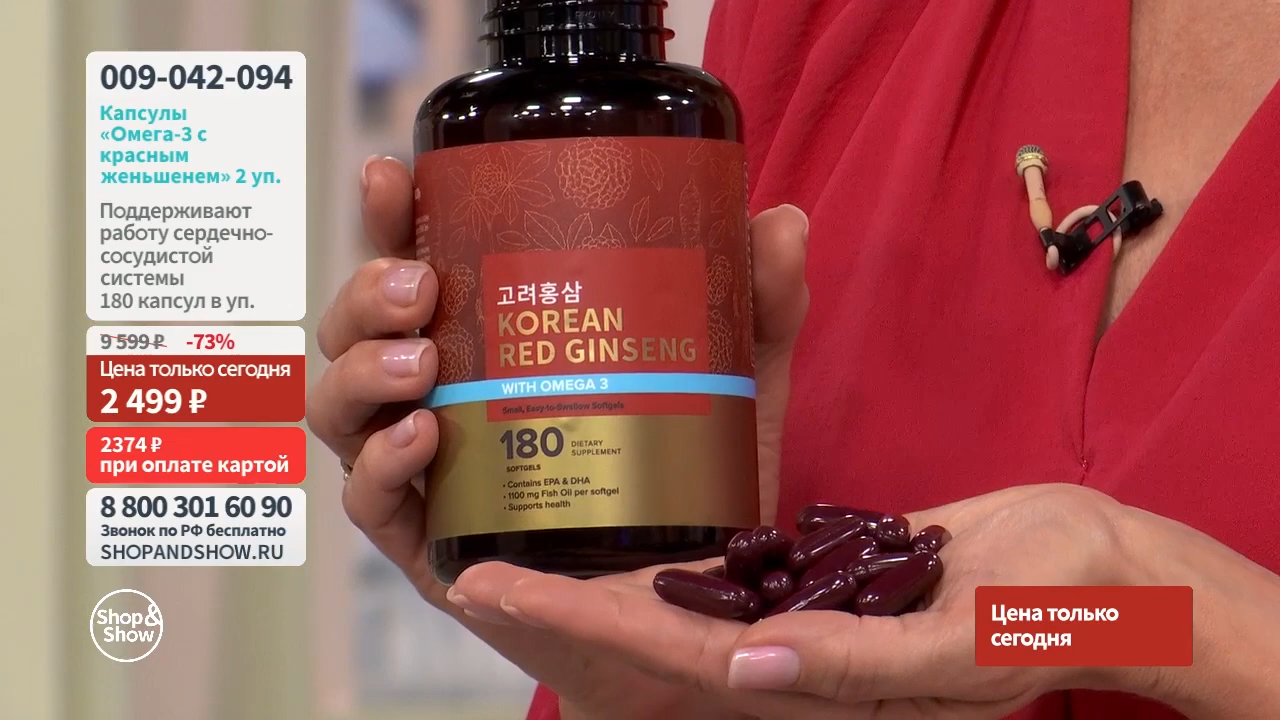 009-042-094
Капсулы
«Омега-3 с
красным
женьшенем» 2 уп.
Поддерживают
работу сердечно-
сосудистой
системы
180 капсул в уп.
9 599 ₽ -73%
Цена только сегодня
2 499 ₽
2374 ₽
при оплате картой
8 800 301 60 90
Звонок по РФ бесплатно
SHOPANDSHOW.RU
Shop&
Show
고려홍삼
KOREAN
RED GINSENG
WITH OMEGA 3
Small, Easy-to-Swallow Softgels
180
SOFTGELS
DIETARY
SUPPLEMENT
• Contains EPA & DHA
• 1100 mg Fish Oil per softgel
• Supports health
Цена только
сегодня